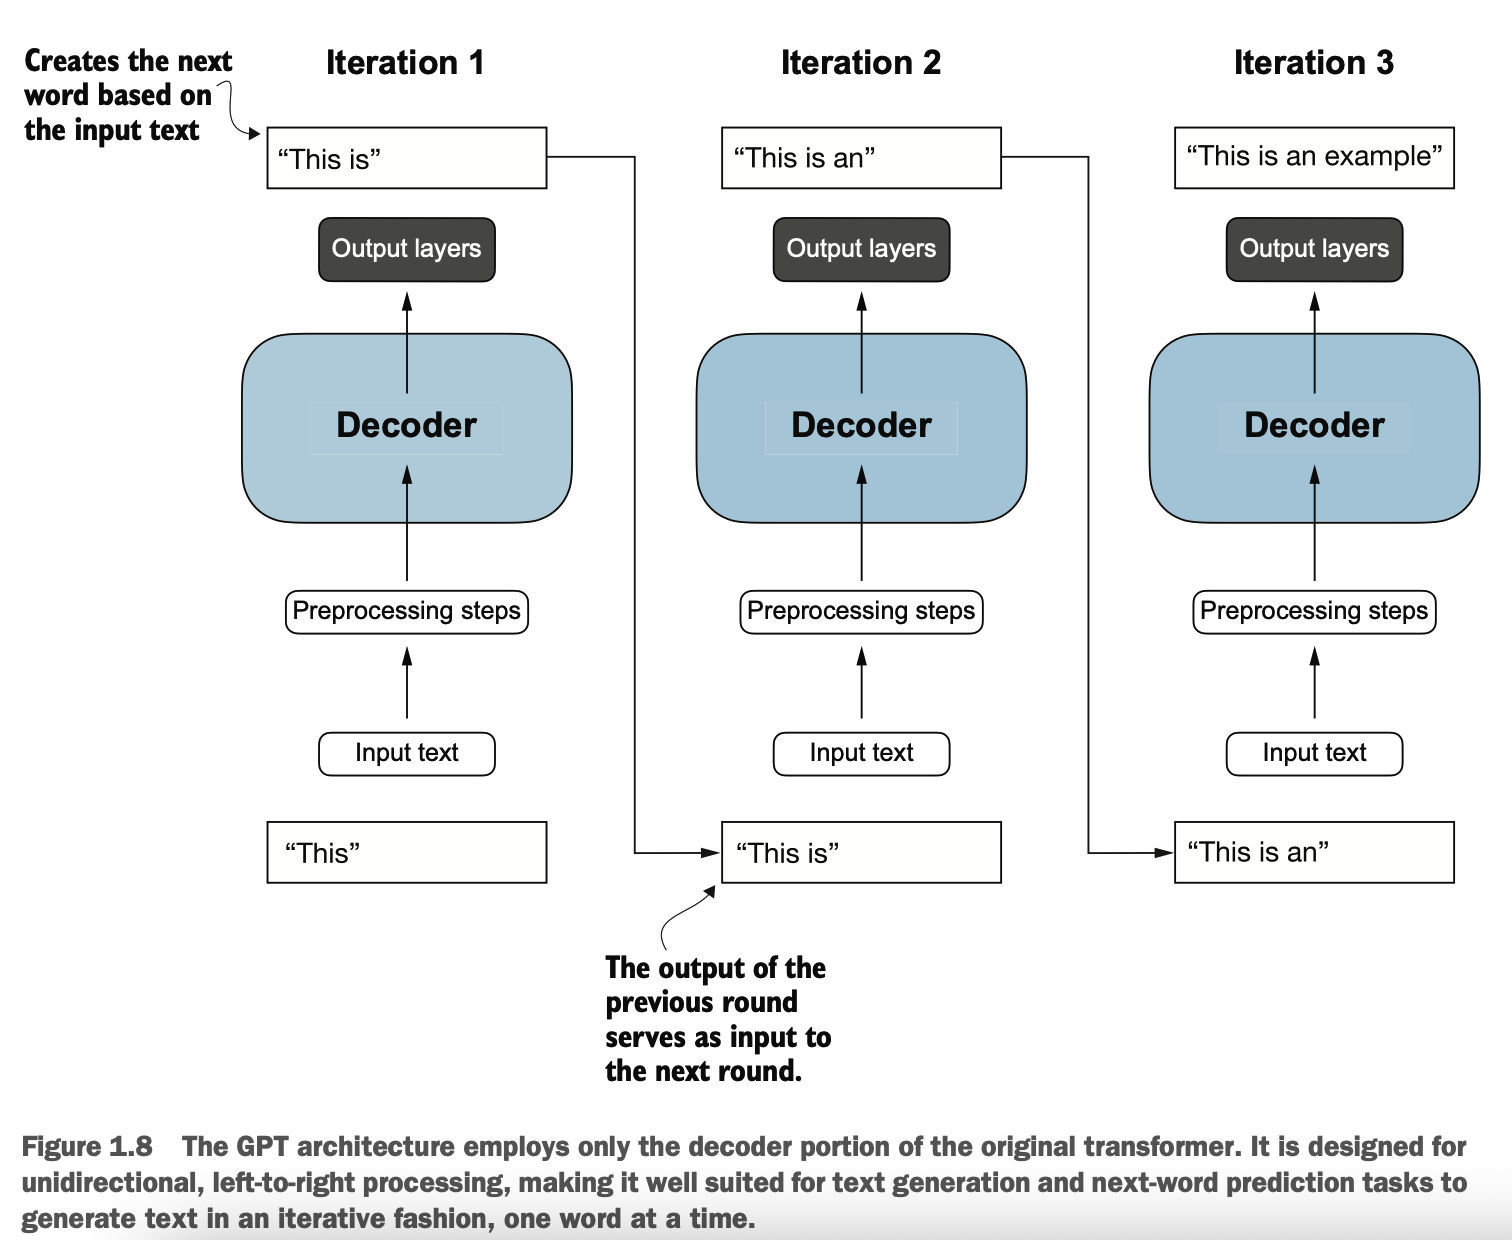 Creates the next
word based on
the input text
Iteration 1
Iteration 2
Iteration 3
“This is”
“This is an”
“This is an example”
Output layers
Output layers
Output layers
Decoder
Decoder
Decoder
Preprocessing steps
Preprocessing steps
Preprocessing steps
Input text
Input text
Input text
“This”
“This is”
“This is an”
The output of the
previous round
serves as input to
the next round.
Figure 1.8 The GPT architecture employs only the decoder portion of the original transformer. It is designed for
unidirectional, left-to-right processing, making it well suited for text generation and next-word prediction tasks to
generate text in an iterative fashion, one word at a time.